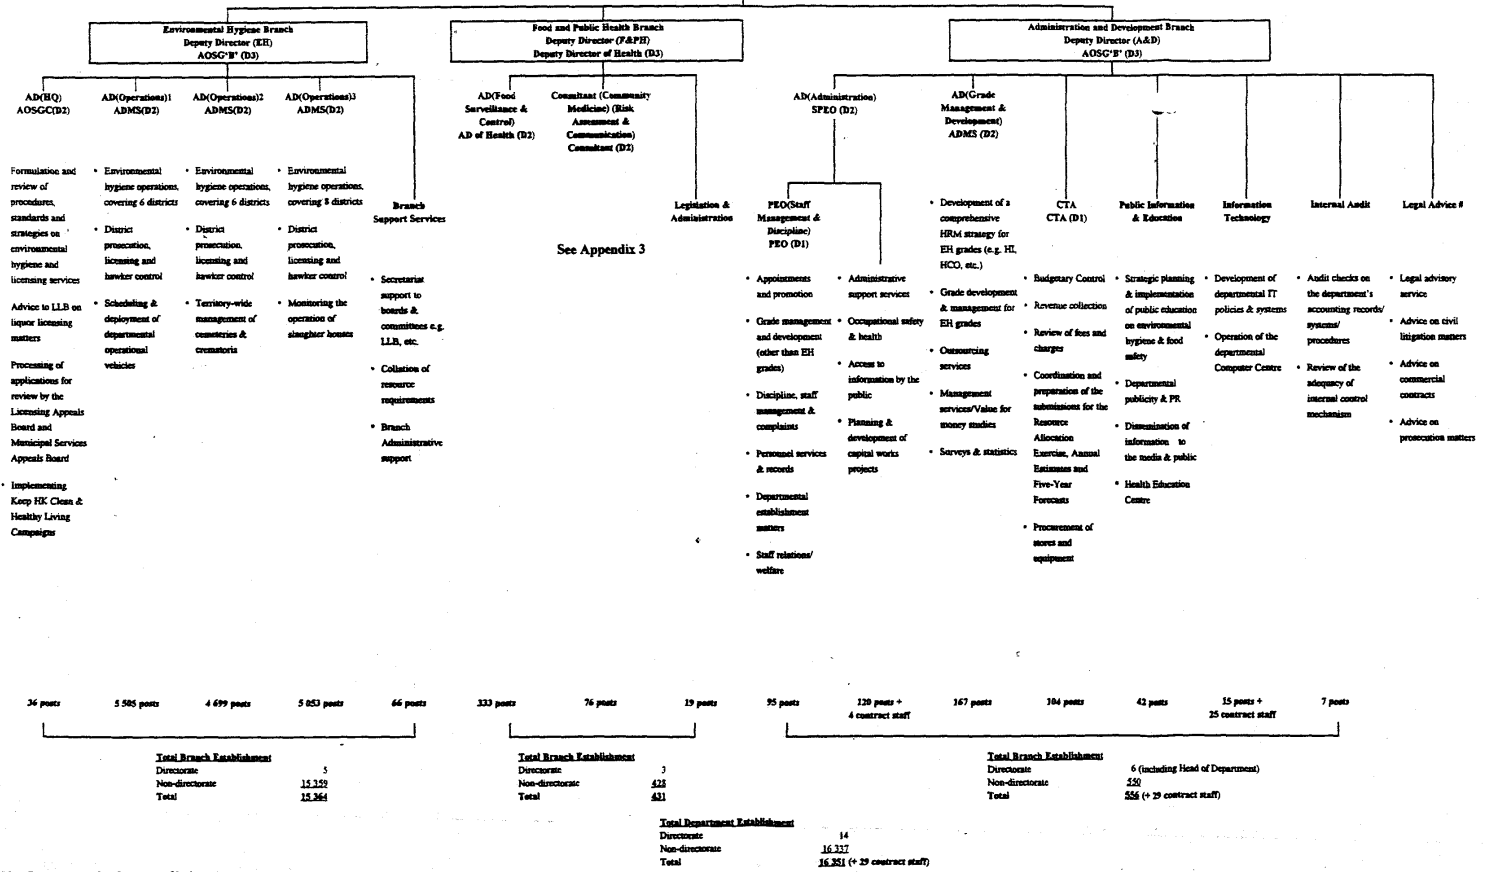 Environmental Hygiene Branch
Deputy Director (EH)
AOSG'B' (D3)
Food and Public Health Branch
Deputy Director (F&PH)
Deputy Director of Health (D3)
Administration and Development Branch
Deputy Director (A&D)
AOSG'B' (D3)
AD(HQ)
AOSGC(D2)
Formulation and
review of
procedures,
standards and
strategies on
environmental
hygiene and
licensing services
Advice to LLB on
liquor licensing
matters
Processing of
applications for
review by the
Licensing Appeals
Board and
Municipal Services
Appeals Board
• Implementing
Keep HK Clean &
Healthy Living
Campaigns
AD(Operations)1
ADMS(D2)
• Environmental
hygiene operations,
covering 6 districts
• District
prosecution,
licensing and
hawker control
• Scheduling &
deployment of
departmental
operational
vehicles
AD(Operations)2
ADMS(D2)
• Environmental
hygiene operations,
covering 6 districts
• District
prosecution,
licensing and
hawker control
• Territory-wide
management of
cemeteries &
crematoria
AD(Operations)3
ADMS(D2)
• Environmental
hygiene operations,
covering 8 districts
• District
prosecution,
licensing and
hawker control
• Monitoring the
operation of
slaughter houses
Branch
Support Services
• Secretariat
support to
boards &
committees e.g.
LLB, etc.
• Collation of
resource
requirements
• Branch
Administrative
support
AD(Food
Surveillance &
Control)
AD of Health (D2)
Consultant (Community
Medicine) (Risk
Assessment &
Communication)
Consultant (D2)
Legislation &
Administration
See Appendix 3
AD(Administration)
SPEO (D2)
PEO(Staff
Management &
Discipline)
PEO (D1)
• Appointments
and promotion
• Grade management
and development
(other than EH
grades)
• Discipline, staff
management &
complaints
• Personnel services
& records
• Departmental
establishment
matters
• Staff relations/
welfare
• Administrative
support services
• Occupational safety
& health
• Access to
information by the
public
• Planning &
development of
capital works
projects
AD(Grade
Management &
Development)
ADMS (D2)
• Development of a
comprehensive
HRM strategy for
EH grades (e.g. HI,
HCO, etc.)
• Grade development
& management for
EH grades
• Outsourcing
services
• Management
services/Value for
money studies
• Surveys & statistics
CTA
CTA (D1)
• Budgetary Control
• Revenue collection
• Review of fees and
charges
• Coordination and
preparation of the
submissions for the
Resource
Allocation
Exercise, Annual
Estimates and
Five-Year
Forecasts
• Procurement of
stores and
equipment
Public Information
& Education
• Strategic planning
& implementation
of public education
on environmental
hygiene & food
safety
• Departmental
publicity & PR
• Dissemination of
information to
the media & public
• Health Education
Centre
Information
Technology
• Development of
departmental IT
policies & systems
• Operation of the
departmental
Computer Centre
Internal Audit
• Audit checks on
the department's
accounting records/
systems/
procedures
• Review of the
adequacy of
internal control
mechanism
Legal Advice #
• Legal advisory
service
• Advice on civil
litigation matters
• Advice on
commercial
contracts
• Advice on
prosecution matters
36 posts
5 505 posts
4 699 posts
5 053 posts
66 posts
333 posts
76 posts
19 posts
95 posts
120 posts +
4 contract staff
167 posts
104 posts
42 posts
15 posts +
25 contract staff
7 posts
Total Branch Establishment
Directorate 5
Non-directorate 15 359
Total 15 364
Total Branch Establishment
Directorate 3
Non-directorate 428
Total 431
Total Branch Establishment
Directorate 6 (including Head of Department)
Non-directorate 550
Total 556 (+ 29 contract staff)
Total Department Establishment
Directorate 14
Non-directorate 16 337
Total 16 351 (+ 29 contract staff)